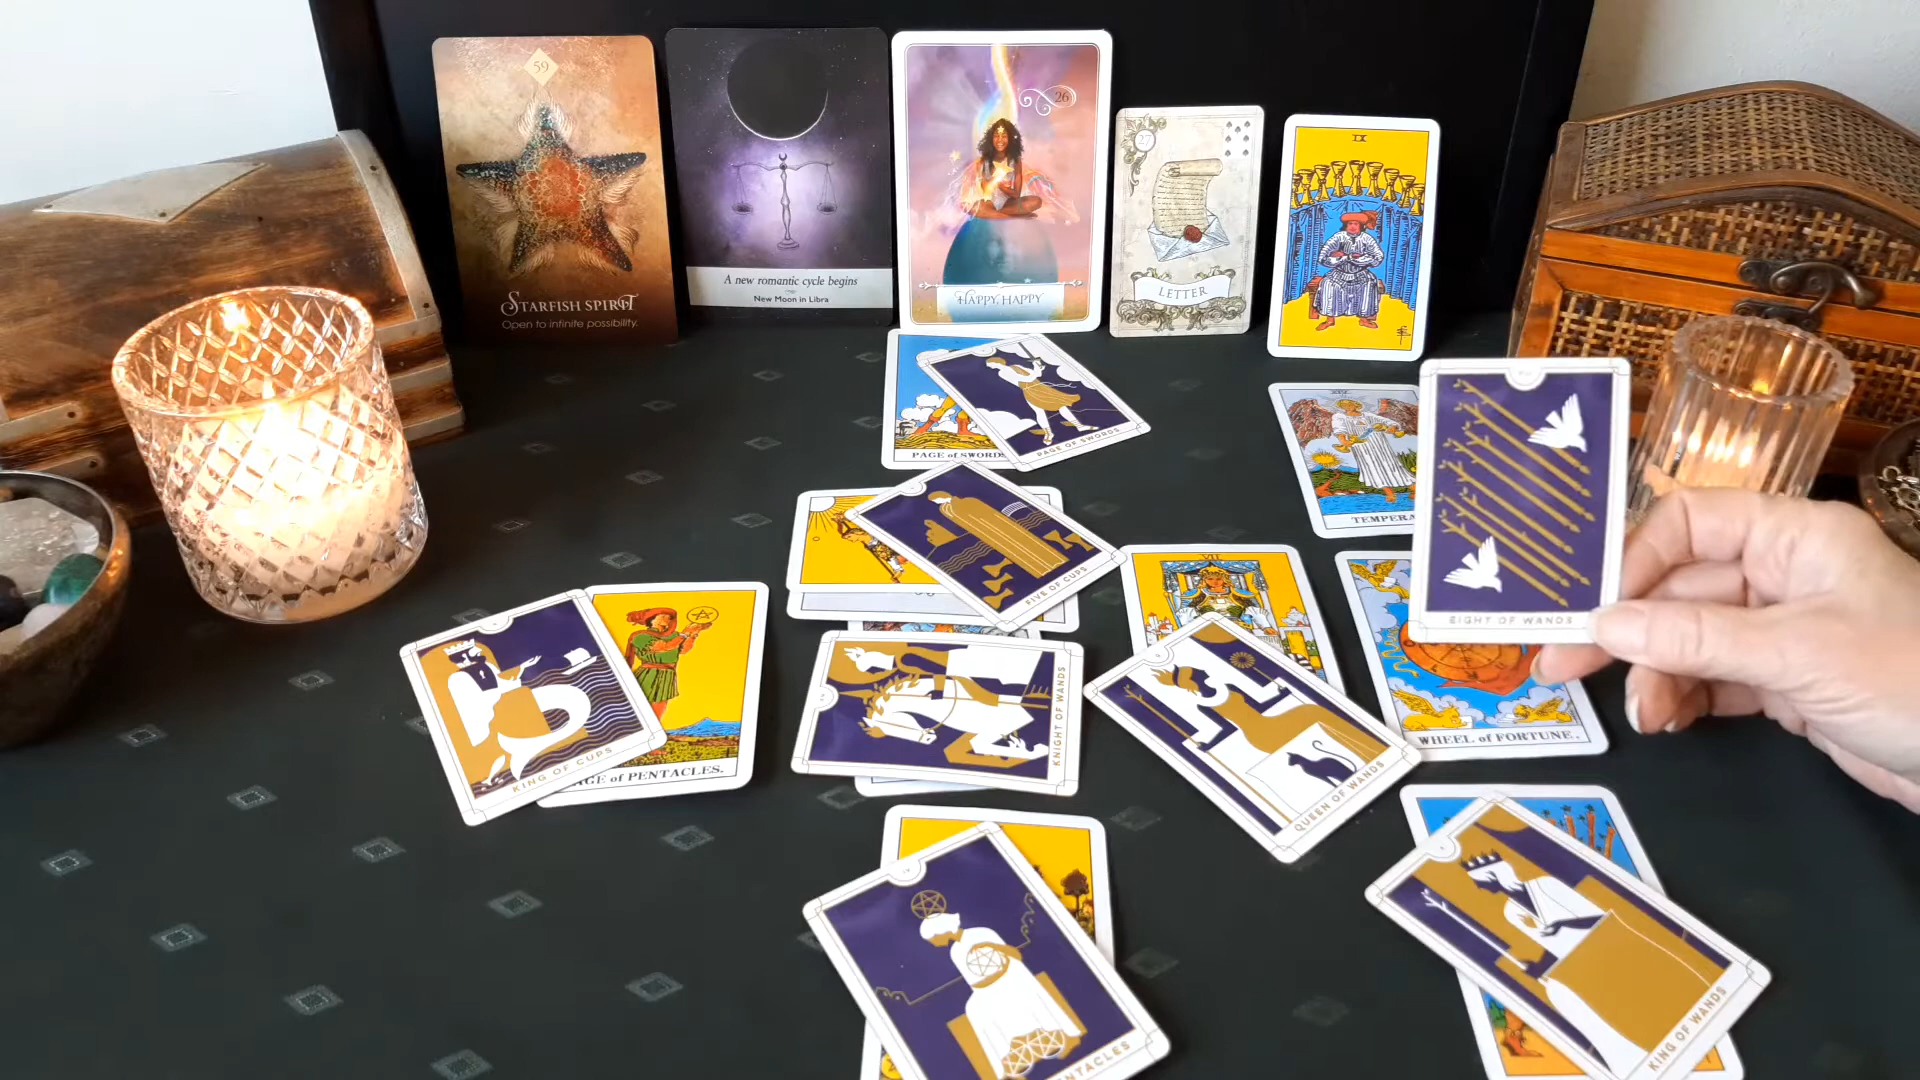 59
STARFISH SPIRIT
Open to infinite possibility.
A new romantic cycle begins
New Moon in Libra
26
HAPPY, HAPPY
27
LETTER
IX
PAGE of SWORDS
PAGE OF SWORDS
TEMPERA
EIGHT OF WANDS
FIVE OF CUPS
VII
WHEEL of FORTUNE.
KING OF CUPS
GE of PENTACLES.
KNIGHT OF WANDS
QUEEN OF WANDS
NTACLES
KING OF WANDS